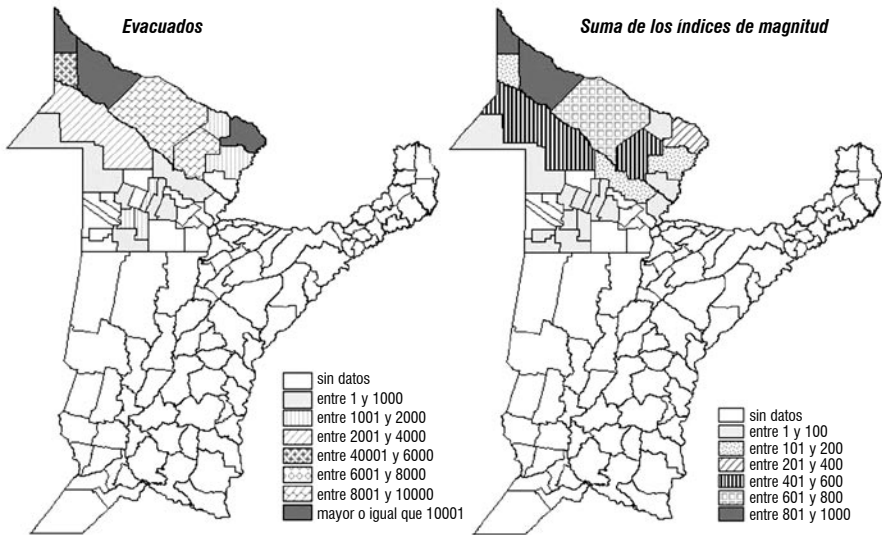 Evacuados
Suma de los índices de magnitud
sin datos
entre 1 y 1000
entre 1001 y 2000
entre 2001 y 4000
entre 40001 y 6000
entre 6001 y 8000
entre 8001 y 10000
mayor o igual que 10001
sin datos
entre 1 y 100
entre 101 y 200
entre 201 y 400
entre 401 y 600
entre 601 y 800
entre 801 y 1000